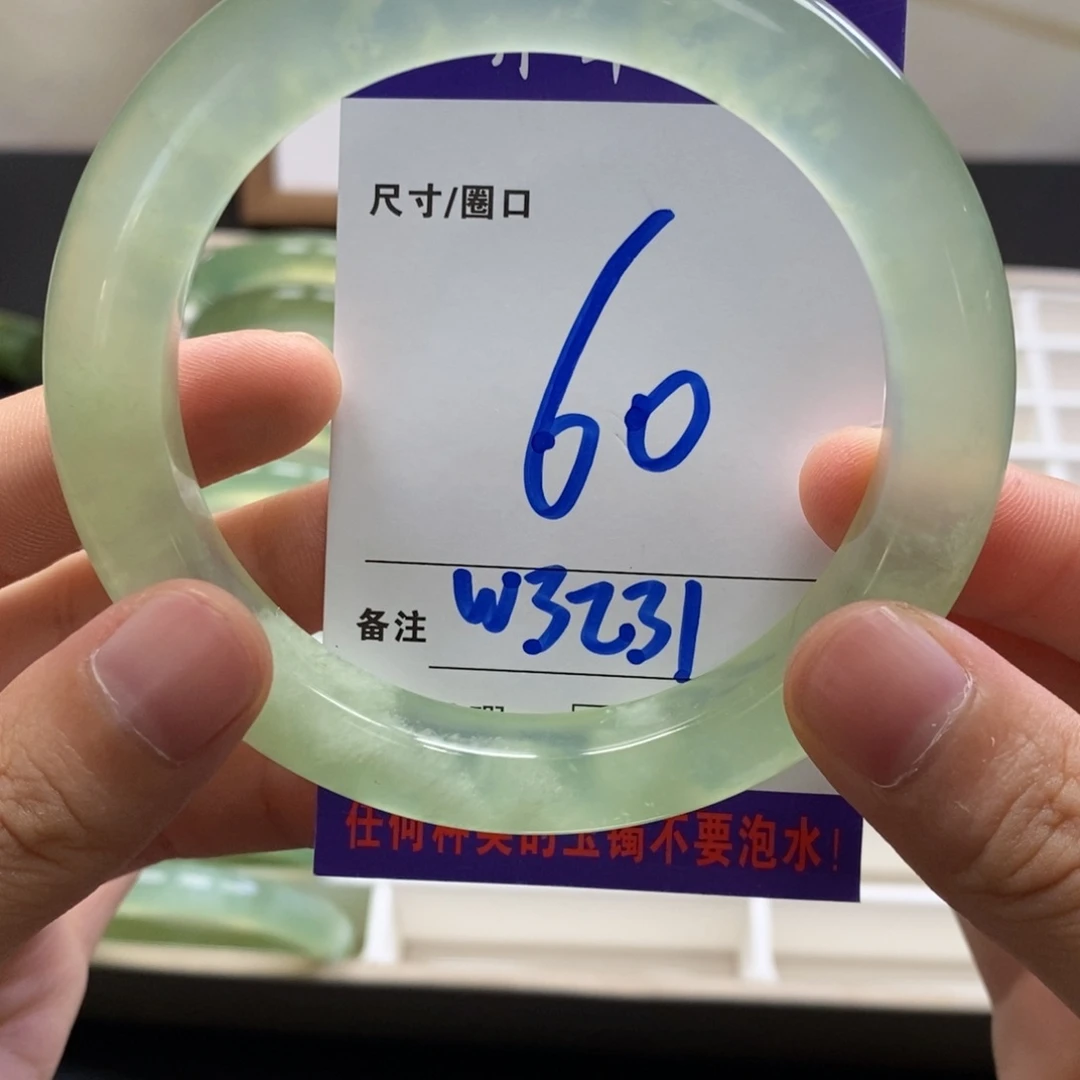 尺寸/圈口
60
备注 W3231
任何种类的玉镯不要泡水!